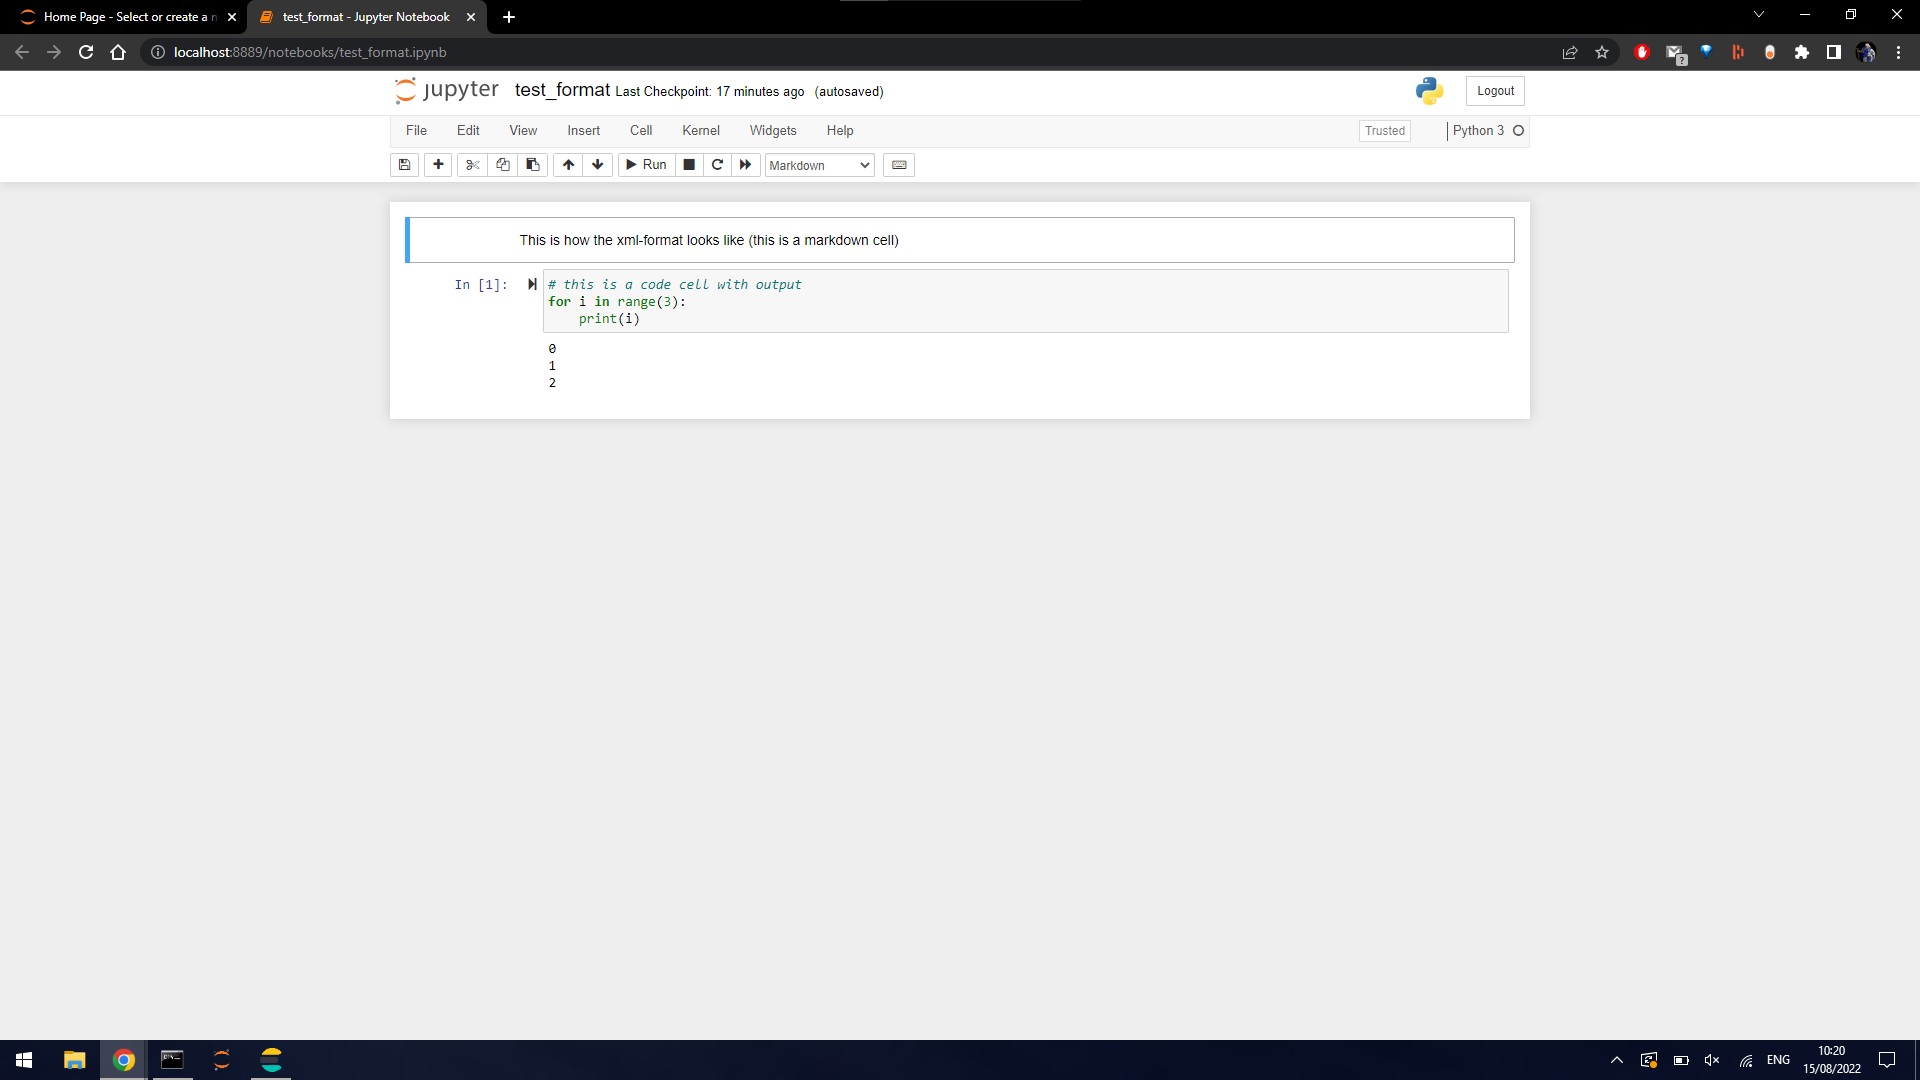 Home Page - Select or create a n
test_format - Jupyter Notebook
localhost:8889/notebooks/test_format.ipynb
jupyter test_format Last Checkpoint: 17 minutes ago (autosaved)
Logout
File Edit View Insert Cell Kernel Widgets Help
Trusted
Python 3
Run
Markdown
This is how the xml-format looks like (this is a markdown cell)
In [1]: # this is a code cell with output
for i in range(3):
    print(i)
0
1
2
ENG
10:20
15/08/2022